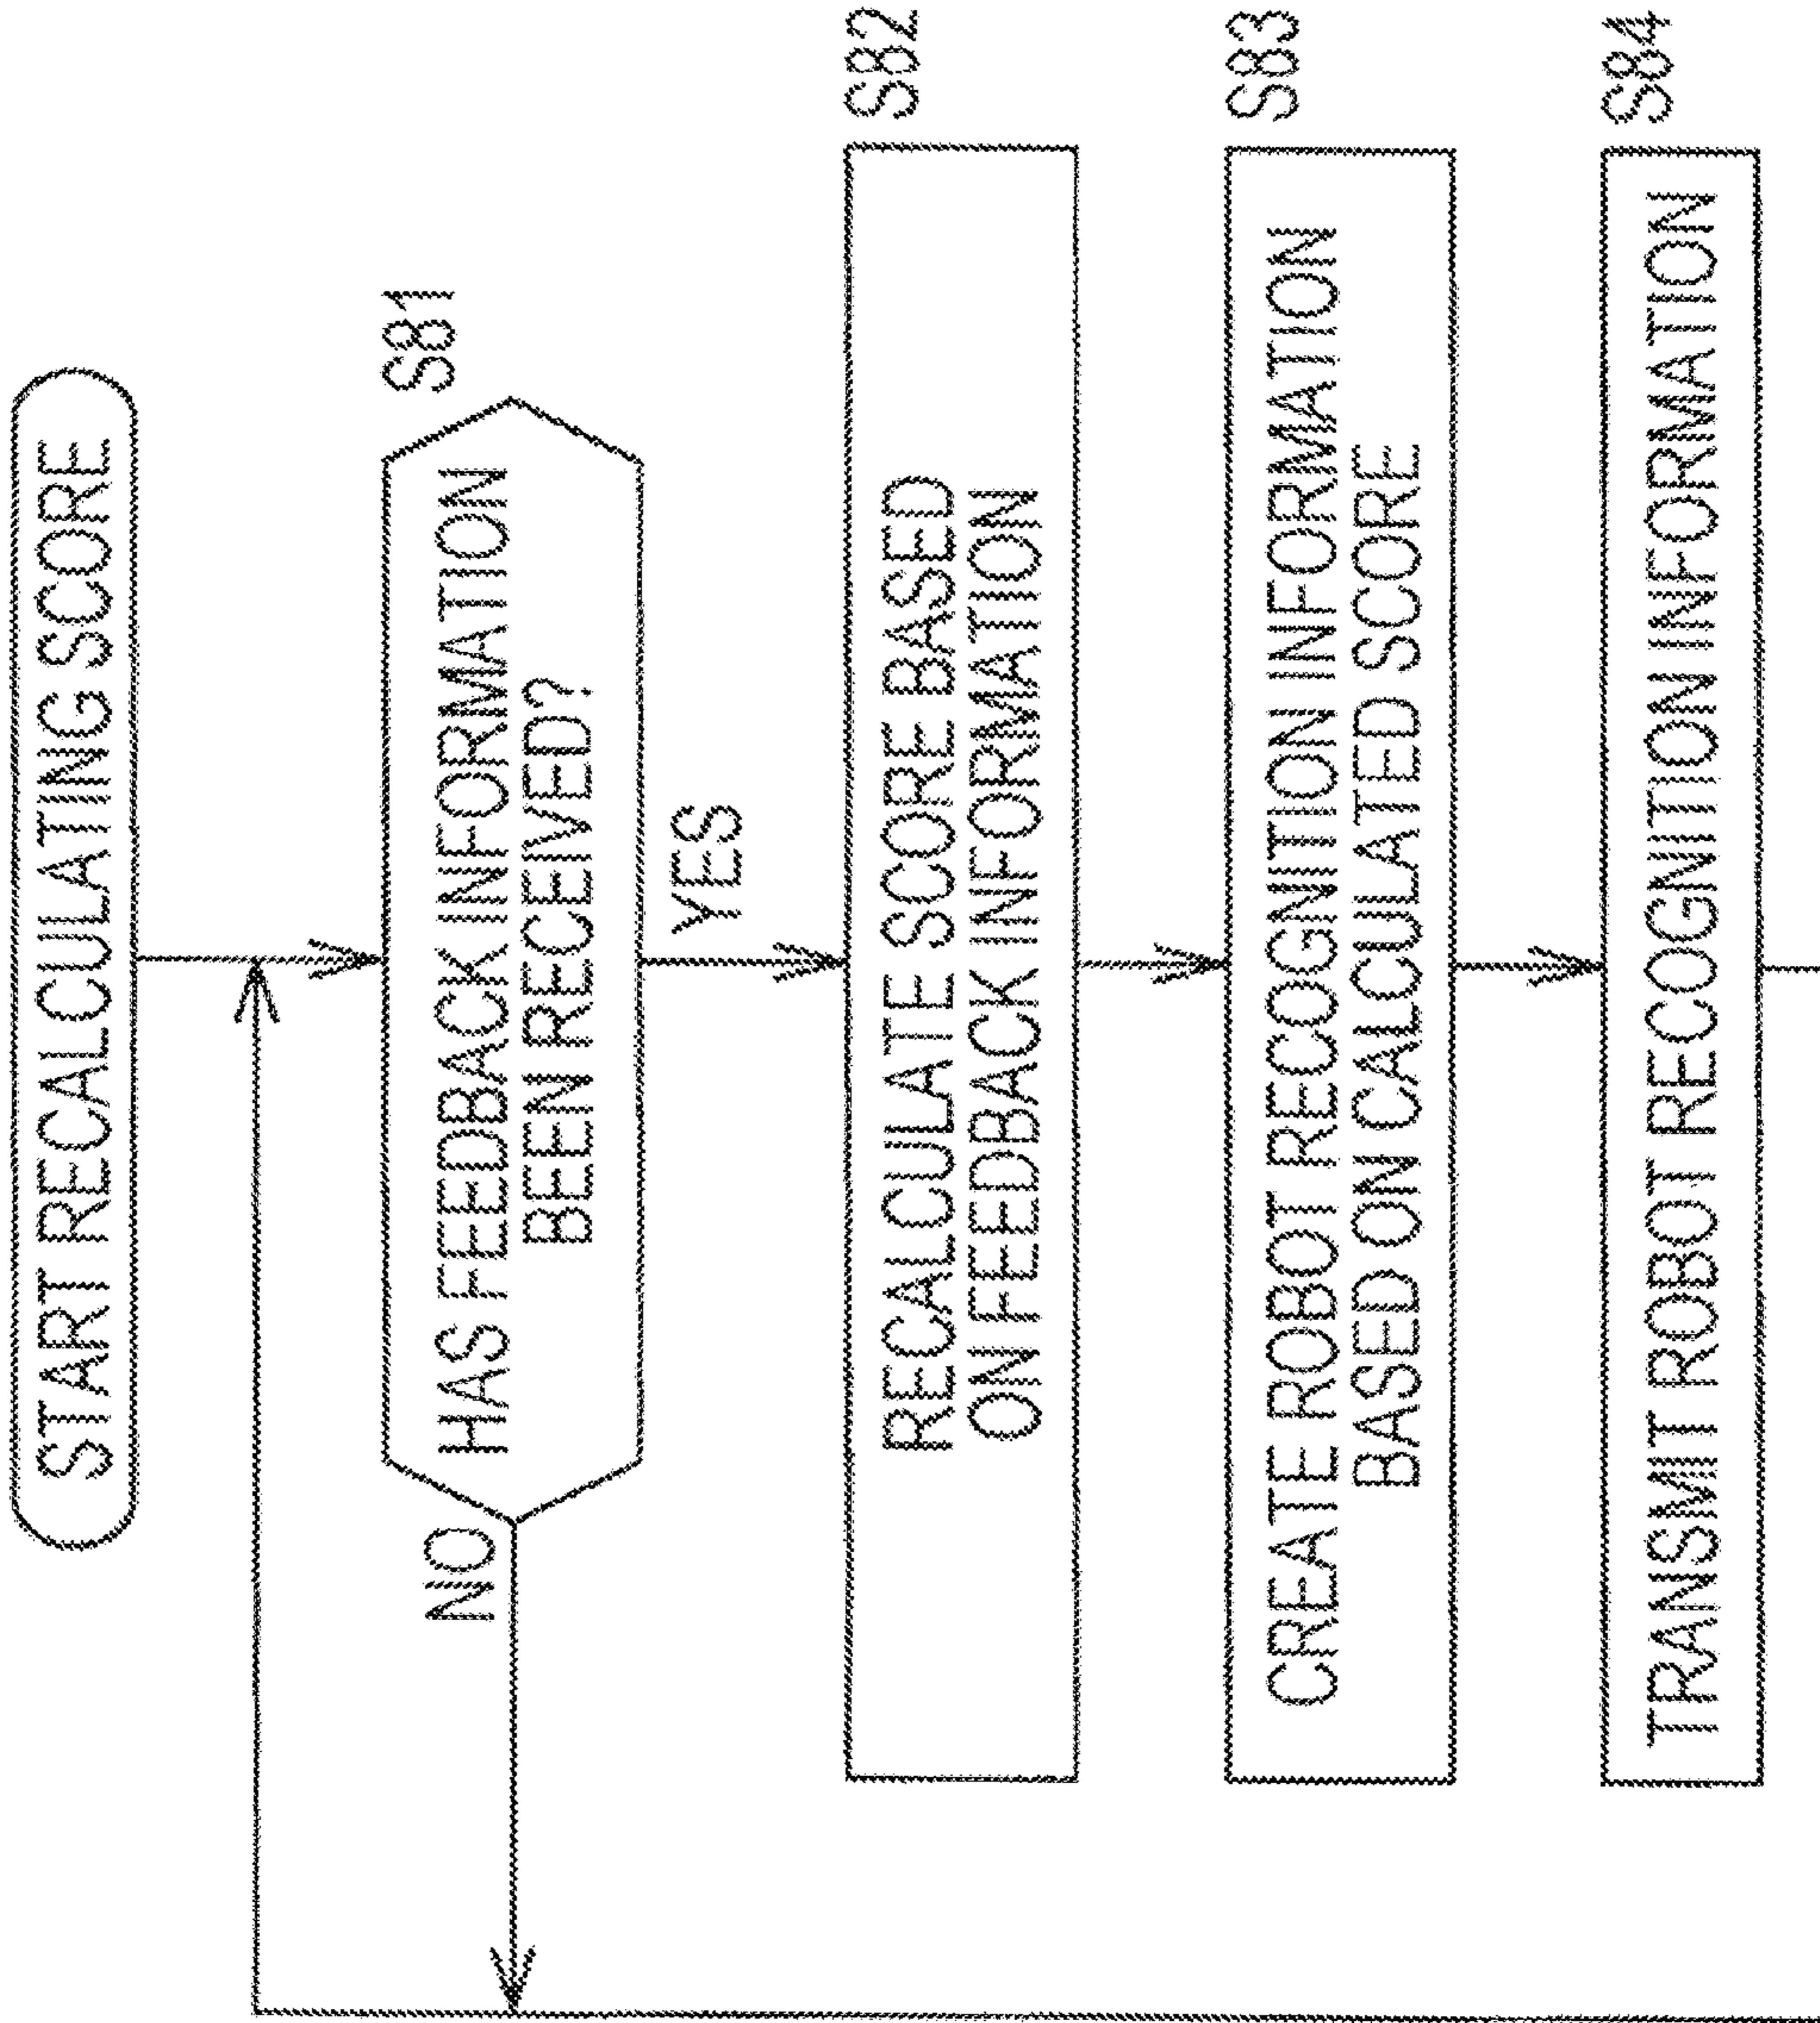 START RECALCULATING SCORE
S81
HAS FEEDBACK INFORMATION
BEEN RECEIVED?
NO
YES
S82
RECALCULATE SCORE BASED
ON FEEDBACK INFORMATION
S83
CREATE ROBOT RECOGNITION INFORMATION
BASED ON CALCULATED SCORE
S84
TRANSMIT ROBOT RECOGNITION INFORMATION